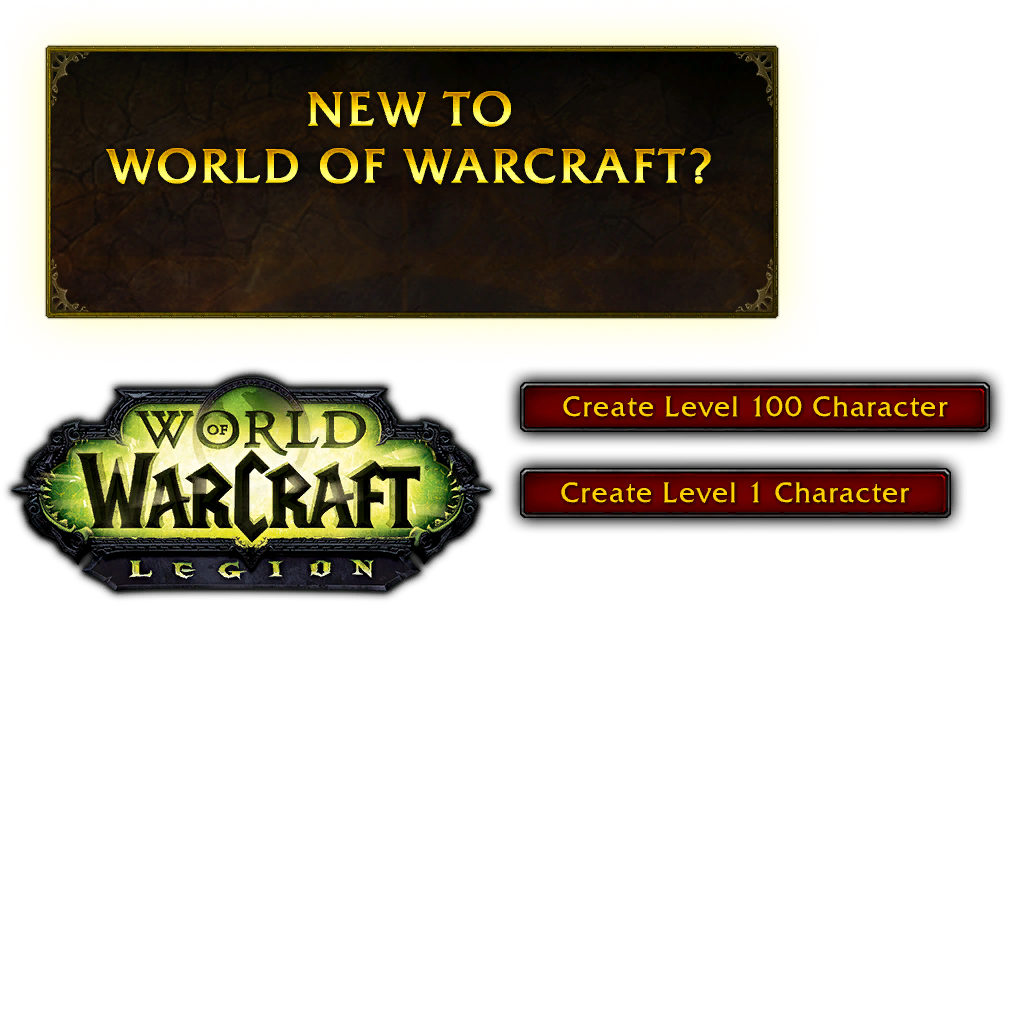 NEW TO
WORLD OF WARCRAFT?
WORLD OF
WARCRAFT
LEGION
Create Level 100 Character
Create Level 1 Character